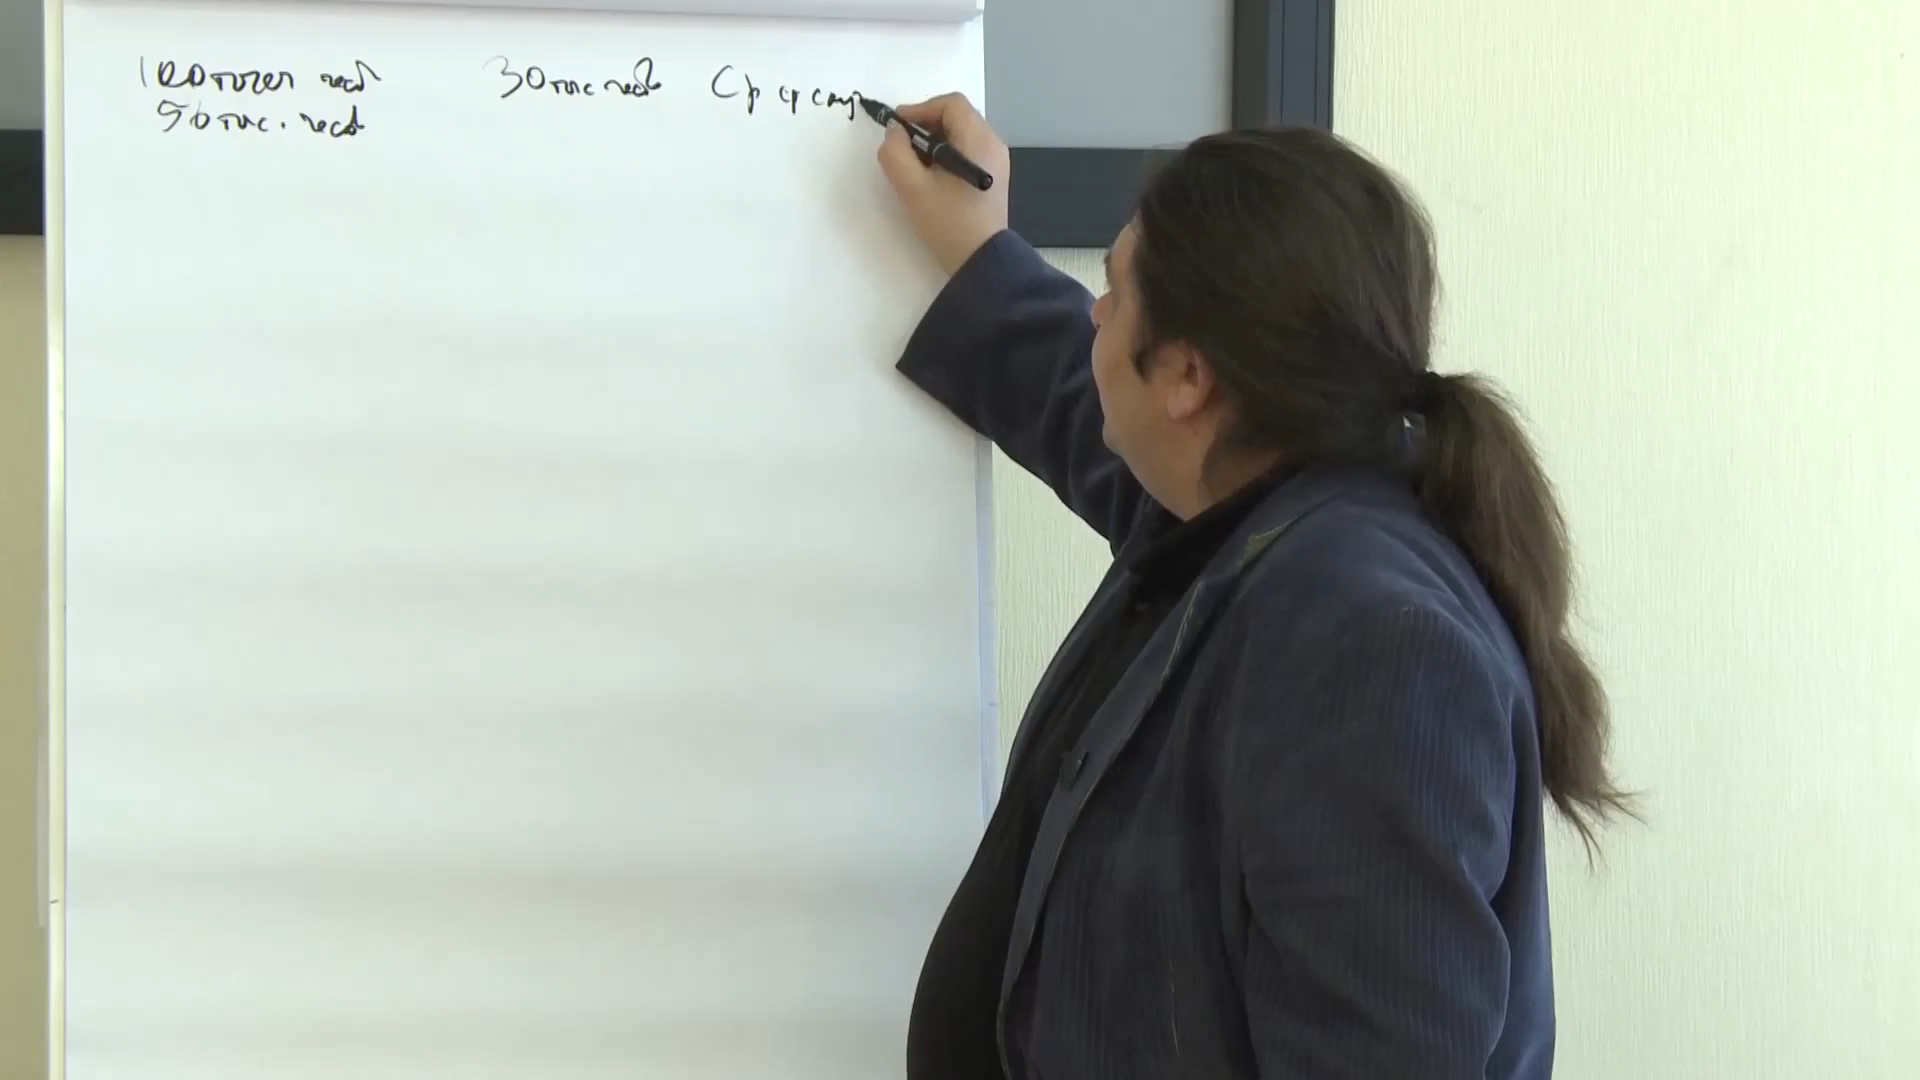 100 тысяч чел 30 тыс чел Ср ср
50 тыс. чел